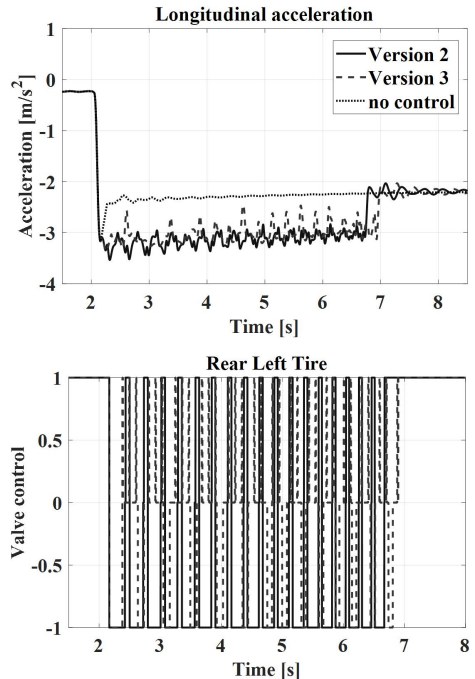 Longitudinal acceleration
Acceleration [m/s²]
1
0
-1
-2
-3
-4
Version 2
Version 3
no control
2 3 4 5 6 7 8
Time [s]
Rear Left Tire
Valve control
1
0.5
0
-0.5
-1
2 3 4 5 6 7 8
Time [s]